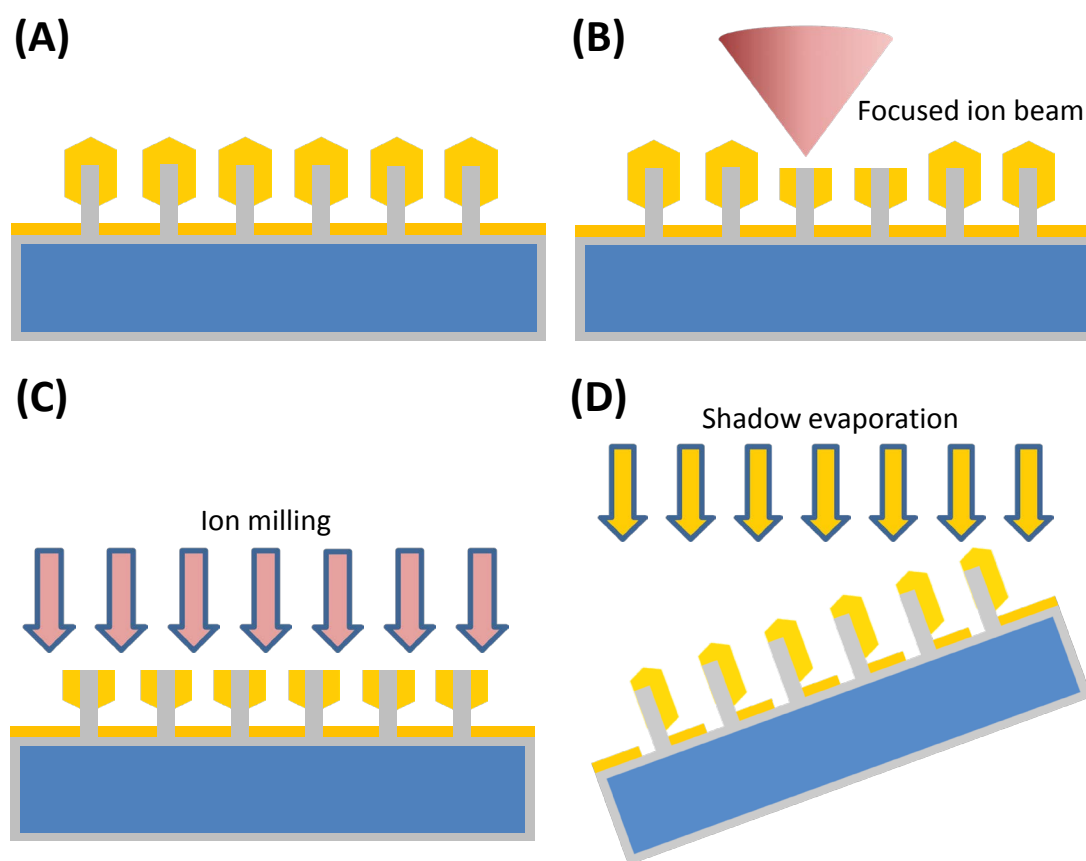 (A)
(B)
Focused ion beam
(C)
Ion milling
(D)
Shadow evaporation